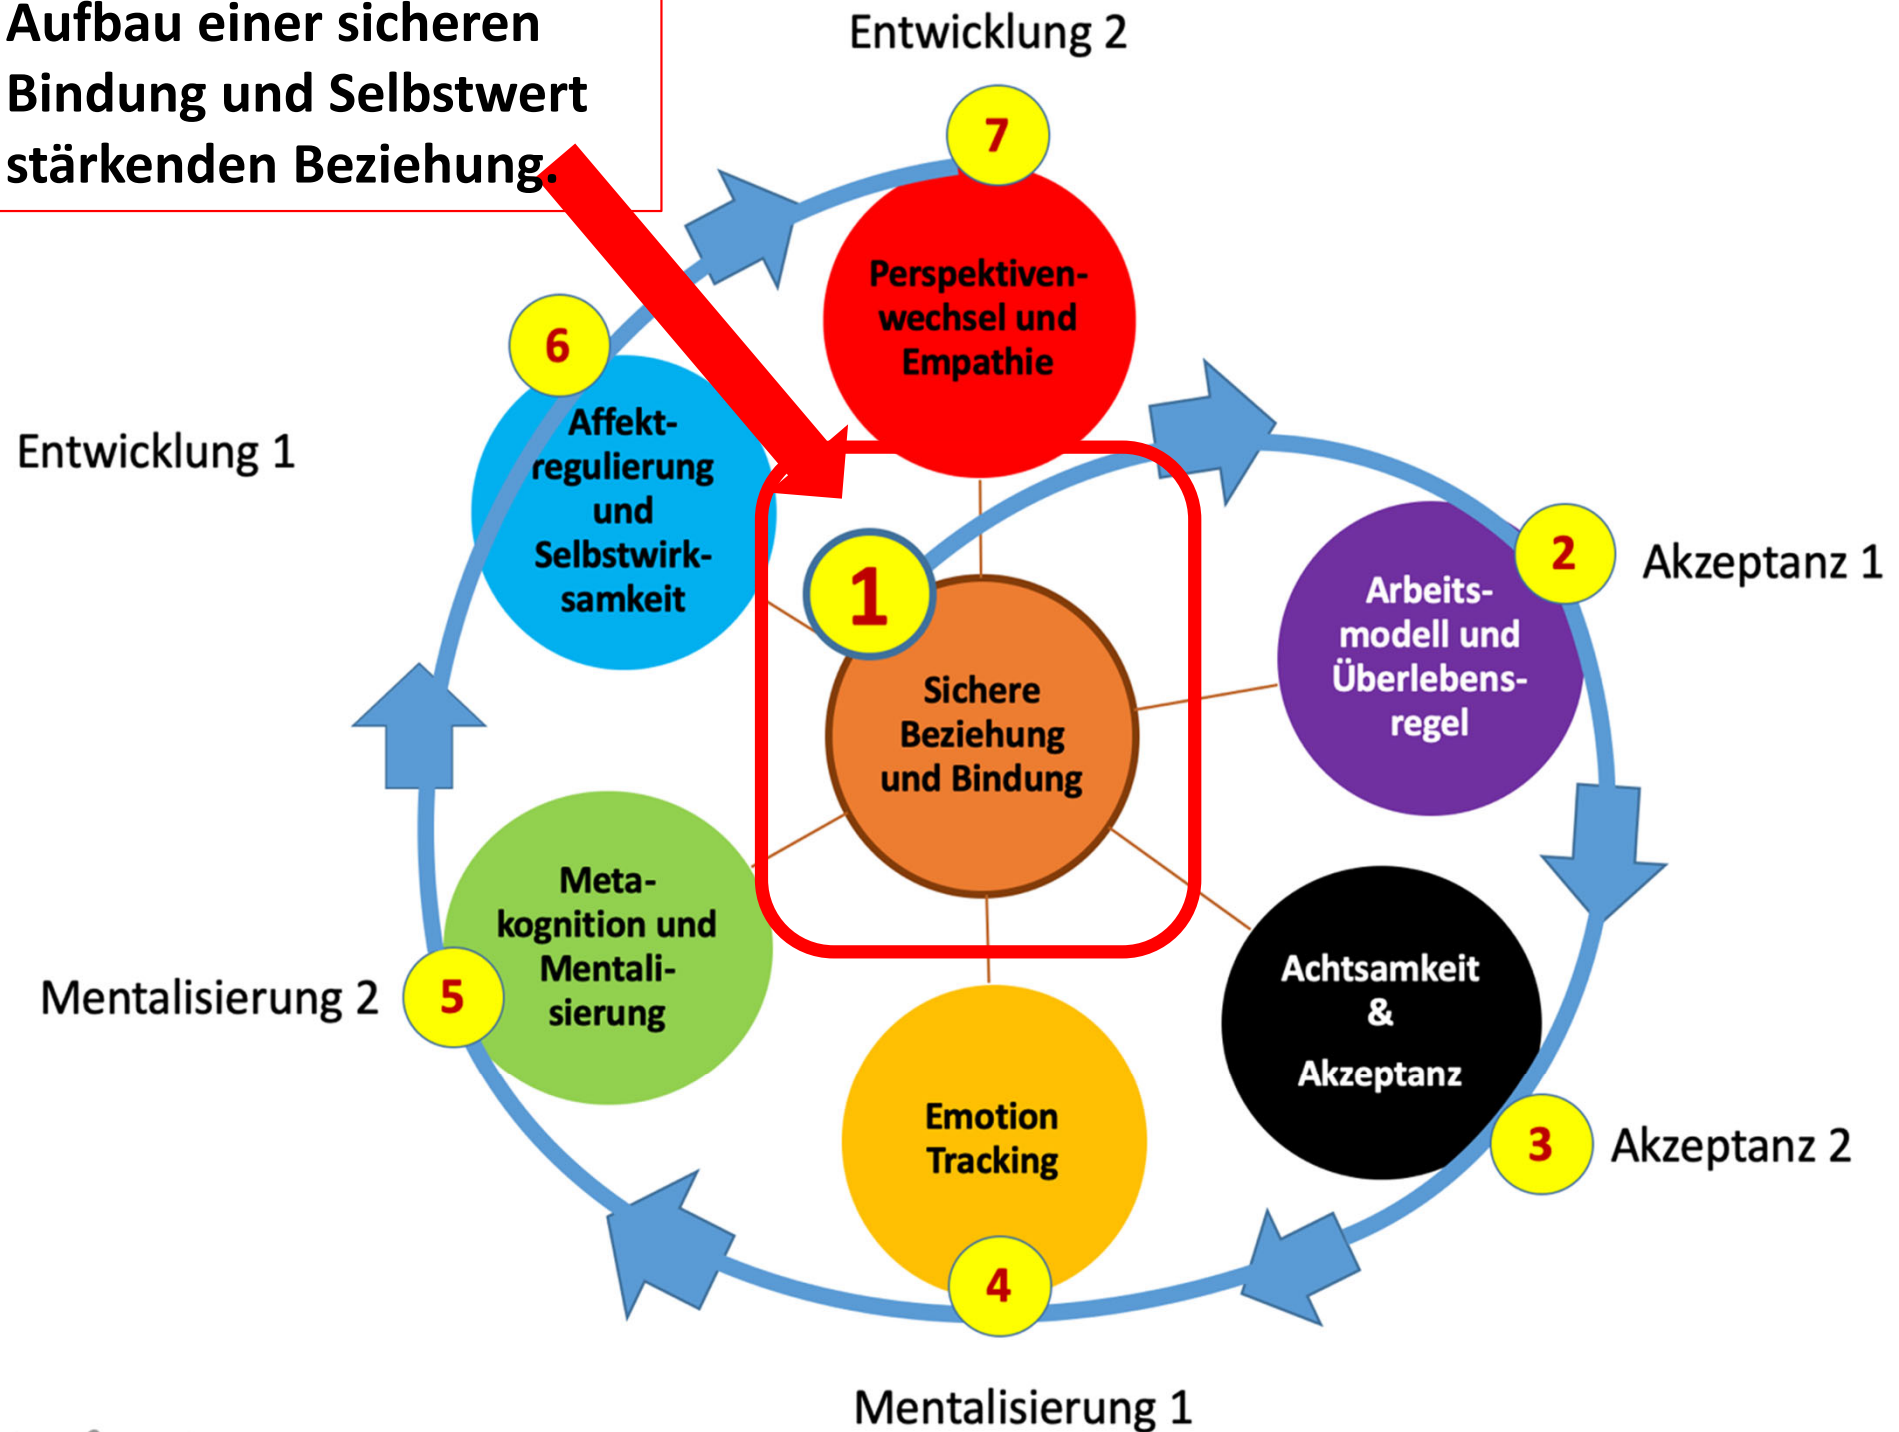 Aufbau einer sicheren
Bindung und Selbstwert
stärkenden Beziehung.
Entwicklung 2
7
Perspektiven-
wechsel und
Empathie
6
Affekt-
regulierung
und
Selbstwirk-
samkeit
Entwicklung 1
1
Sichere
Beziehung
und Bindung
2
Akzeptanz 1
Arbeits-
modell und
Überlebens-
regel
Achtsamkeit
&
Akzeptanz
3
Akzeptanz 2
Meta-
kognition und
Mentali-
sierung
Mentalisierung 2
5
Emotion
Tracking
4
Mentalisierung 1